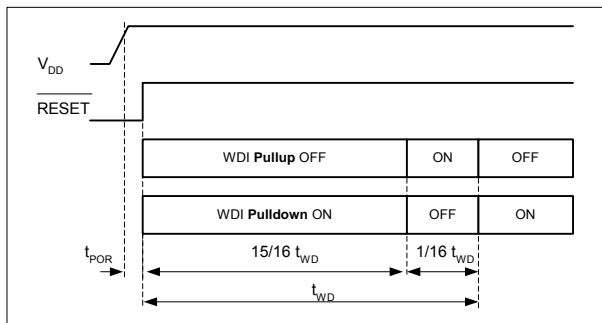 V_DD
RESET
WDI Pullup OFF ON OFF
WDI Pulldown ON OFF ON
t_POR 15/16 t_WD 1/16 t_WD
t_WD